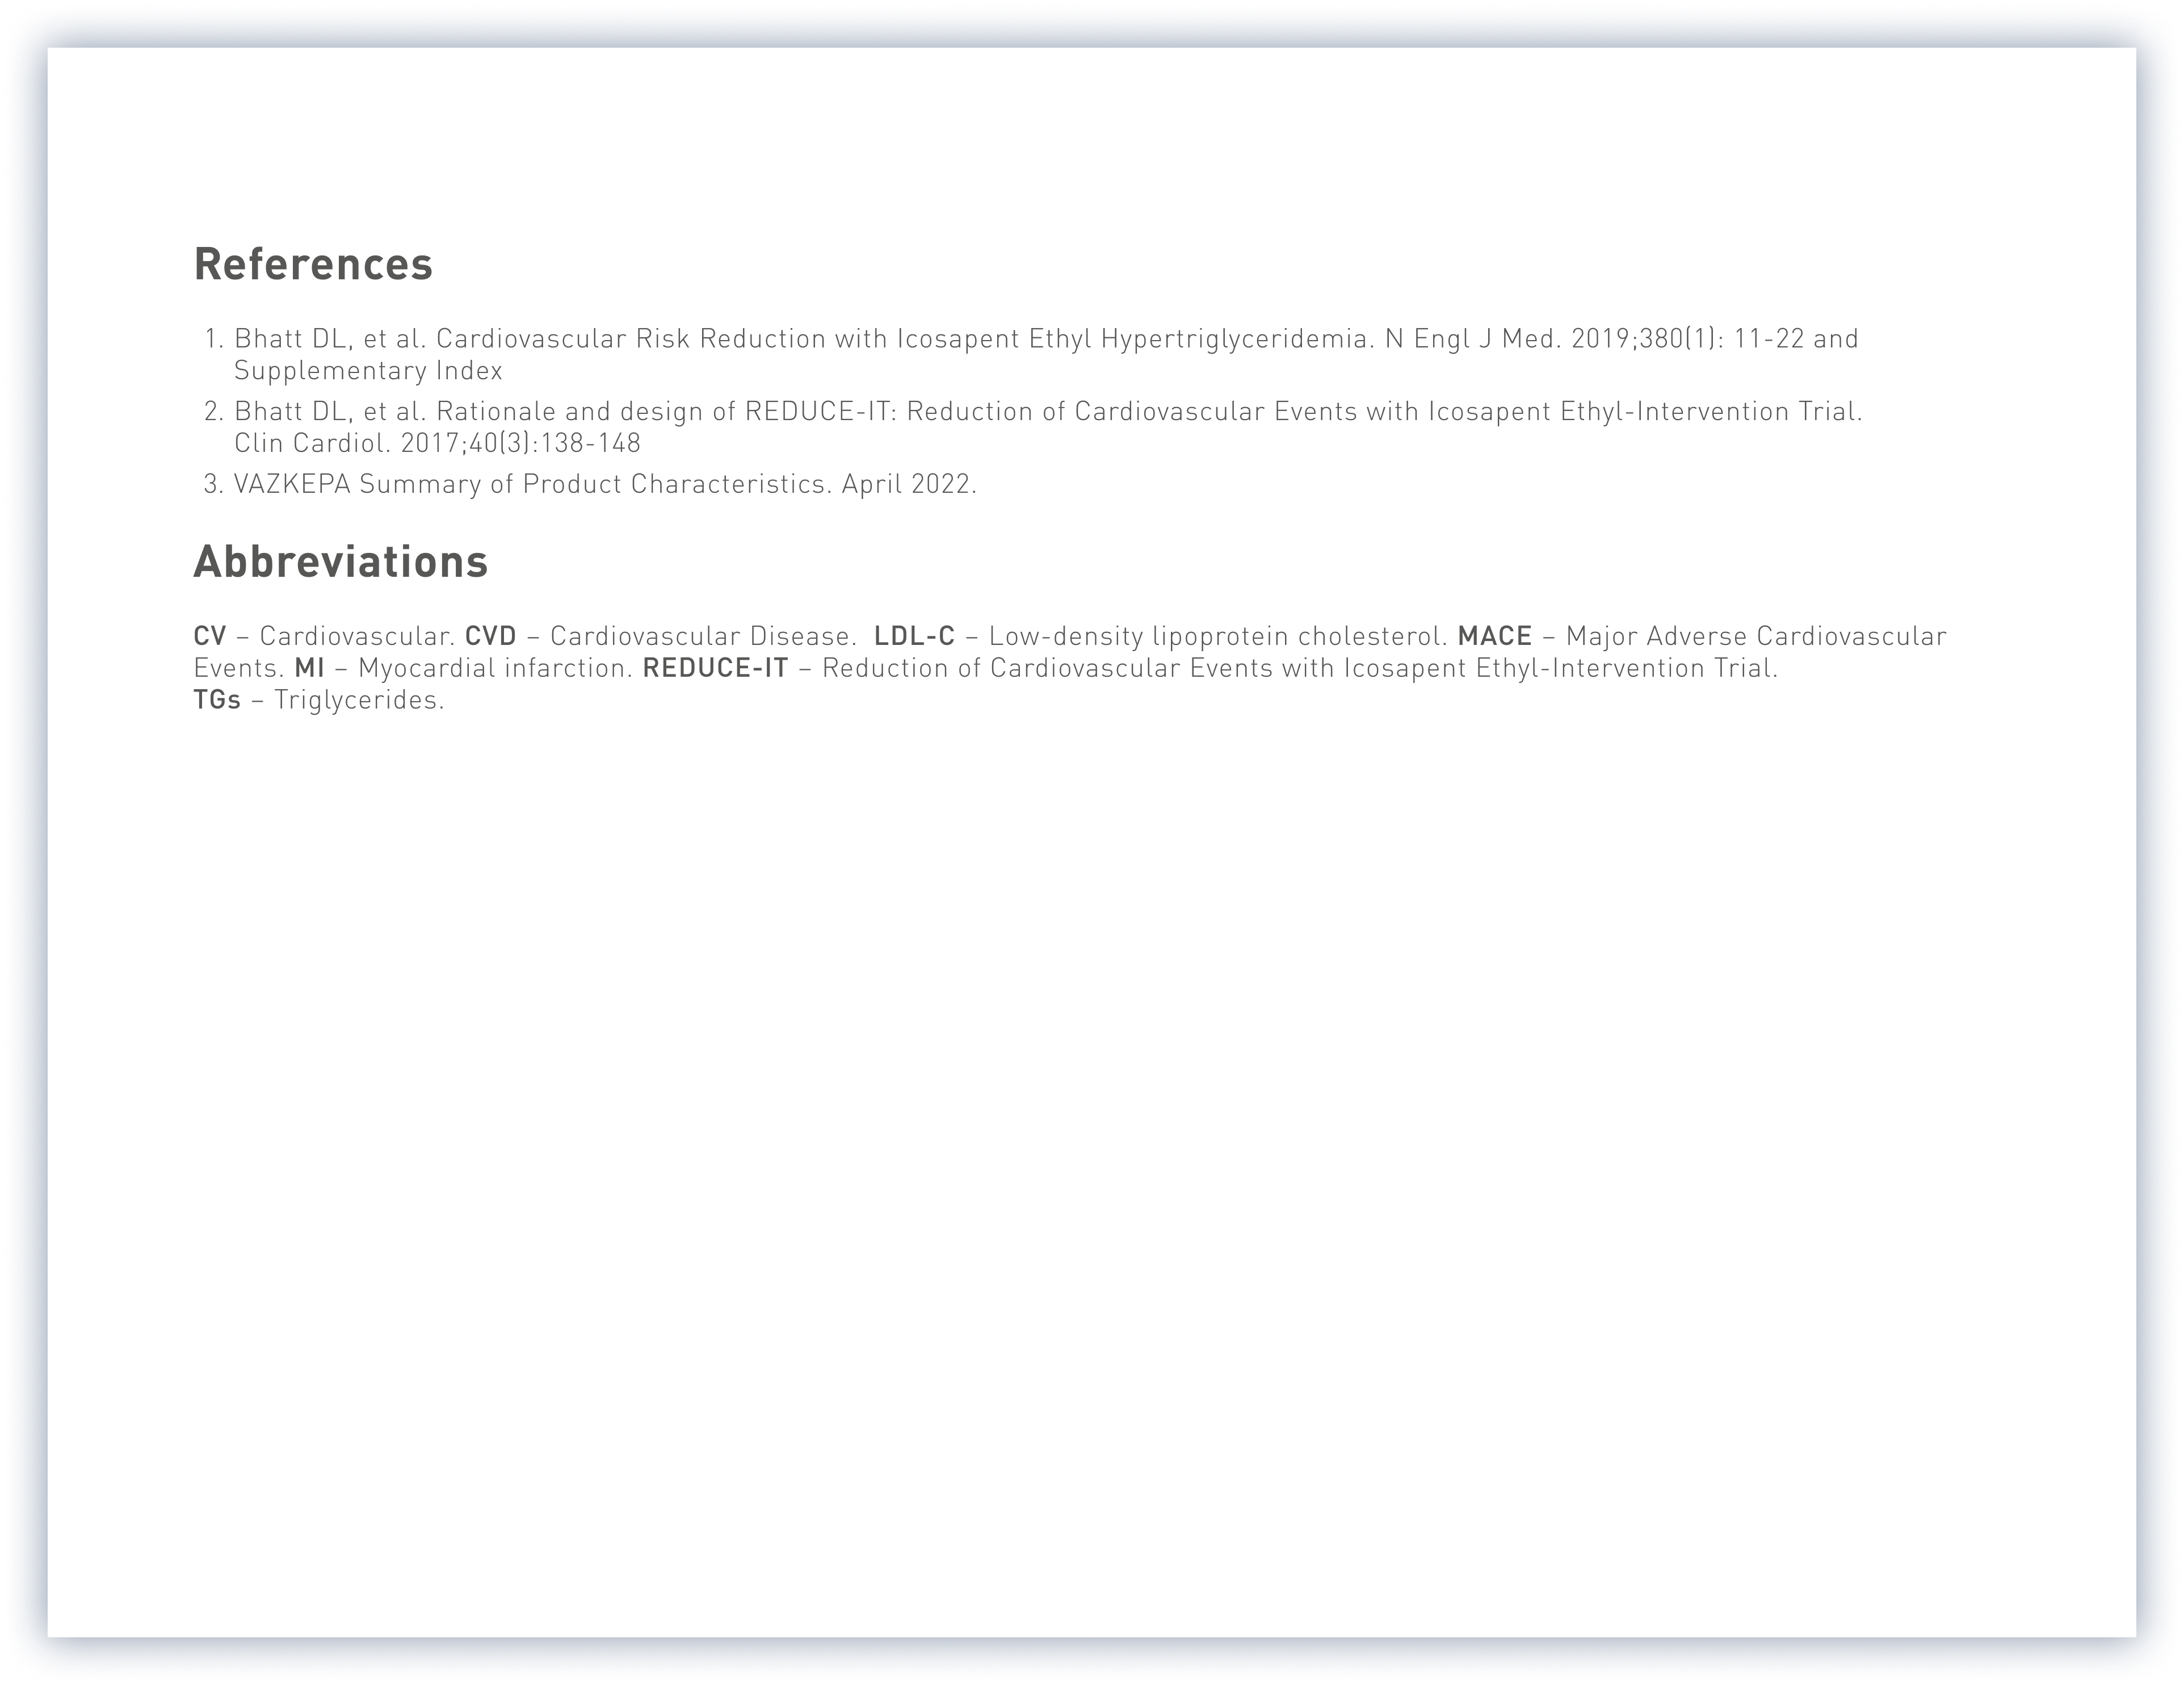 References
1. Bhatt DL, et al. Cardiovascular Risk Reduction with Icosapent Ethyl Hypertriglyceridemia. N Engl J Med. 2019;380(1): 11-22 and
Supplementary Index
2. Bhatt DL, et al. Rationale and design of REDUCE-IT: Reduction of Cardiovascular Events with Icosapent Ethyl-Intervention Trial.
Clin Cardiol. 2017;40(3):138-148
3. VAZKEPA Summary of Product Characteristics. April 2022.
Abbreviations
CV – Cardiovascular. CVD – Cardiovascular Disease.  LDL-C – Low-density lipoprotein cholesterol. MACE – Major Adverse Cardiovascular
Events. MI – Myocardial infarction. REDUCE-IT – Reduction of Cardiovascular Events with Icosapent Ethyl-Intervention Trial.
TGs – Triglycerides.